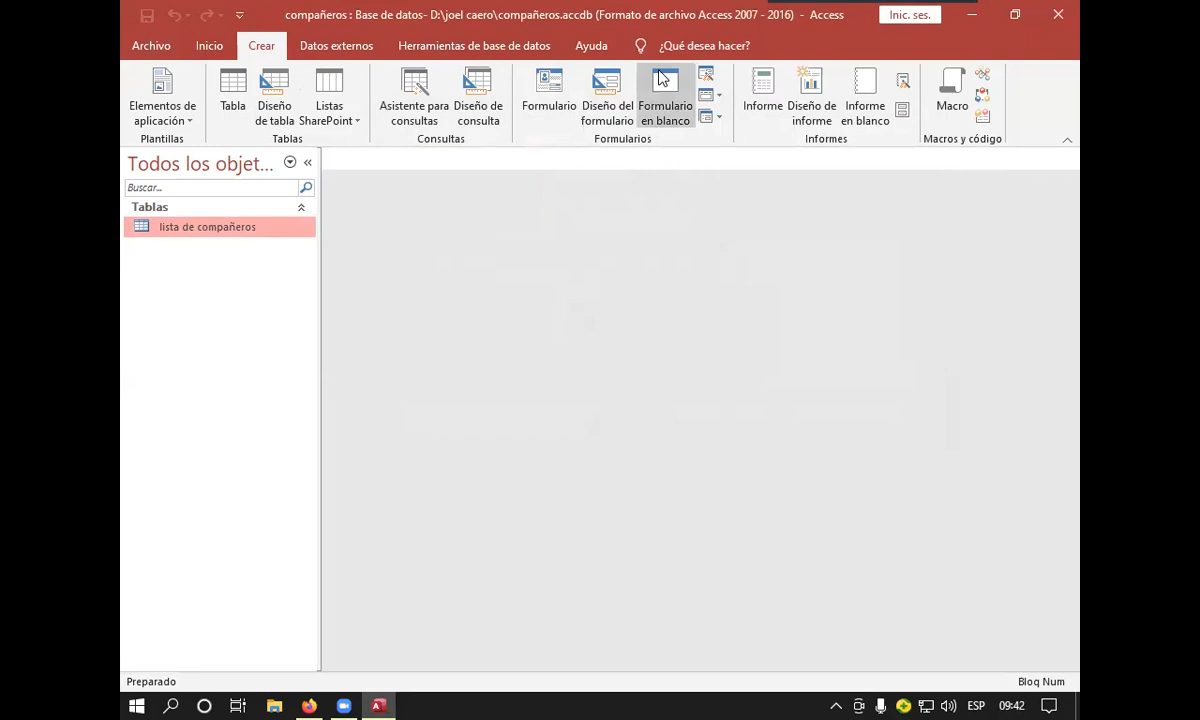 compañeros : Base de datos- D:\joel caero\compañeros.accdb (Formato de archivo Access 2007 - 2016) - Access
Inic. ses.
Archivo Inicio Crear Datos externos Herramientas de base de datos Ayuda ¿Qué desea hacer?
Elementos de aplicación
Plantillas
Tabla
Diseño de tabla
Listas SharePoint
Tablas
Asistente para consultas
Diseño de consulta
Consultas
Formulario
Diseño del formulario
Formulario en blanco
Formularios
Informe
Diseño de informe
Informe en blanco
Informes
Macro
Macros y código
Todos los objet...
Buscar...
Tablas
lista de compañeros
Preparado
Bloq Num
ESP
09:42